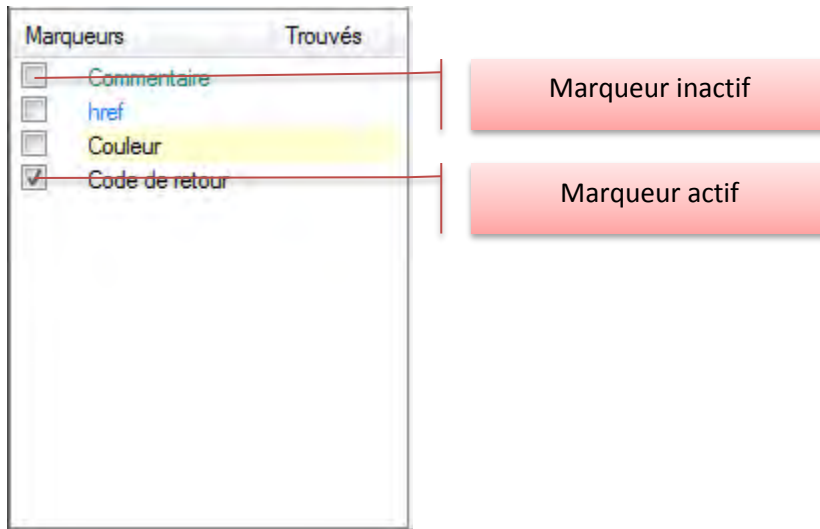 Marqueurs Trouvés
Commentaire
Marqueur inactif
href
Couleur
Code de retour
Marqueur actif